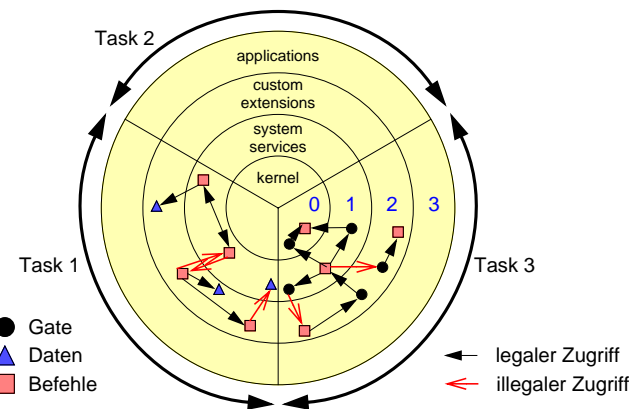 Task 2
applications
custom
extensions
system
services
kernel
0 1 2 3
Task 1
Task 3
Gate
Daten
Befehle
legaler Zugriff
illegaler Zugriff